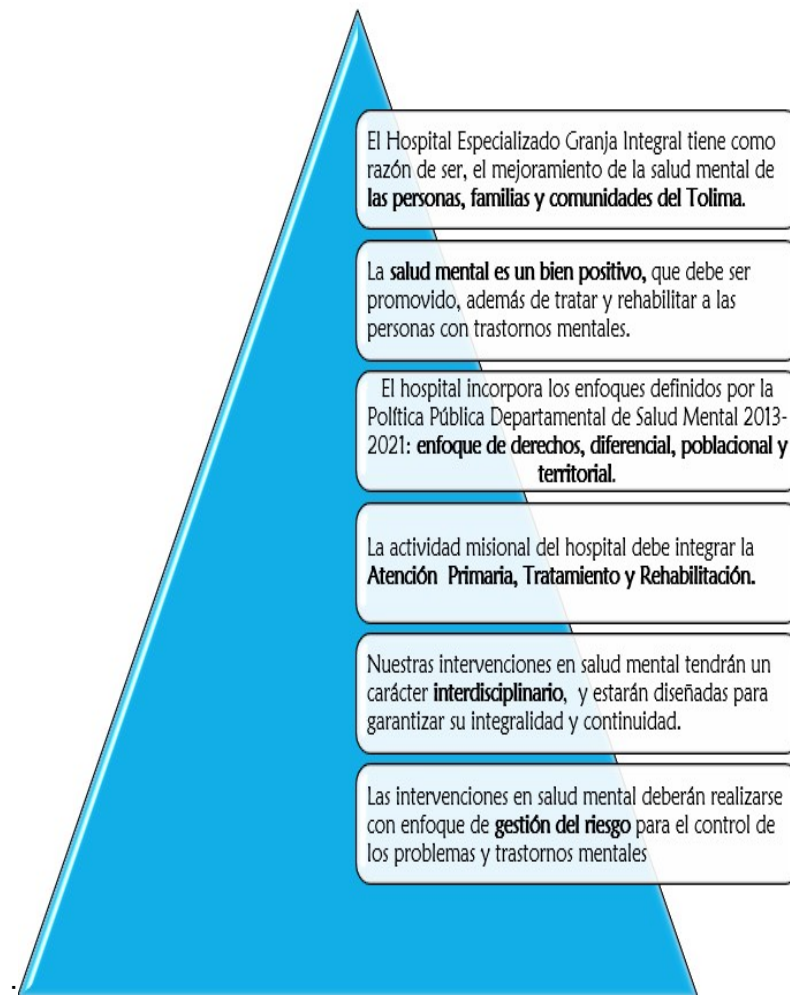 El Hospital Especializado Granja Integral tiene como
razón de ser, el mejoramiento de la salud mental de
las personas, familias y comunidades del Tolima.
La salud mental es un bien positivo, que debe ser
promovido, además de tratar y rehabilitar a las
personas con trastornos mentales.
El hospital incorpora los enfoques definidos por la
Política Pública Departamental de Salud Mental 2013-
2021: enfoque de derechos, diferencial, poblacional y
territorial.
La actividad misional del hospital debe integrar la
Atención Primaria, Tratamiento y Rehabilitación.
Nuestras intervenciones en salud mental tendrán un
carácter interdisciplinario, y estarán diseñadas para
garantizar su integralidad y continuidad.
Las intervenciones en salud mental deberán realizarse
con enfoque de gestión del riesgo para el control de
los problemas y trastornos mentales
.